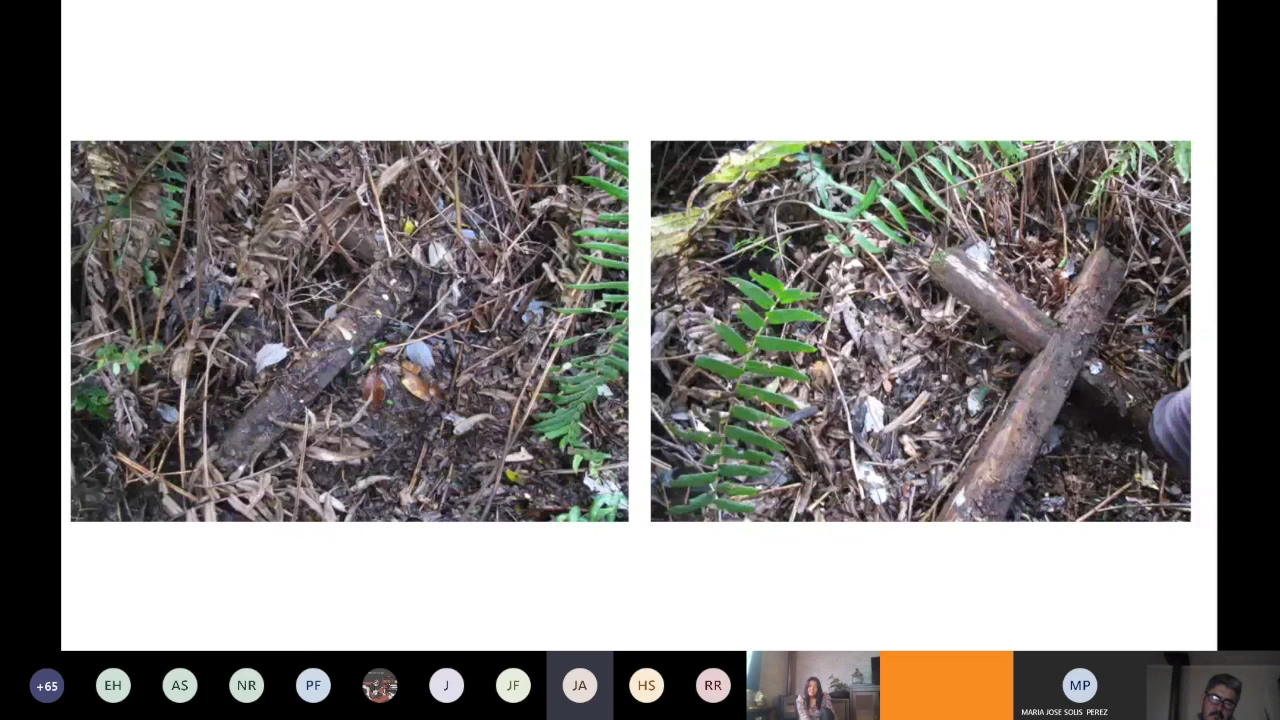 +65
EH
AS
NR
PF
J
JF
JA
HS
RR
MP
MARIA JOSE SOLIS PEREZ